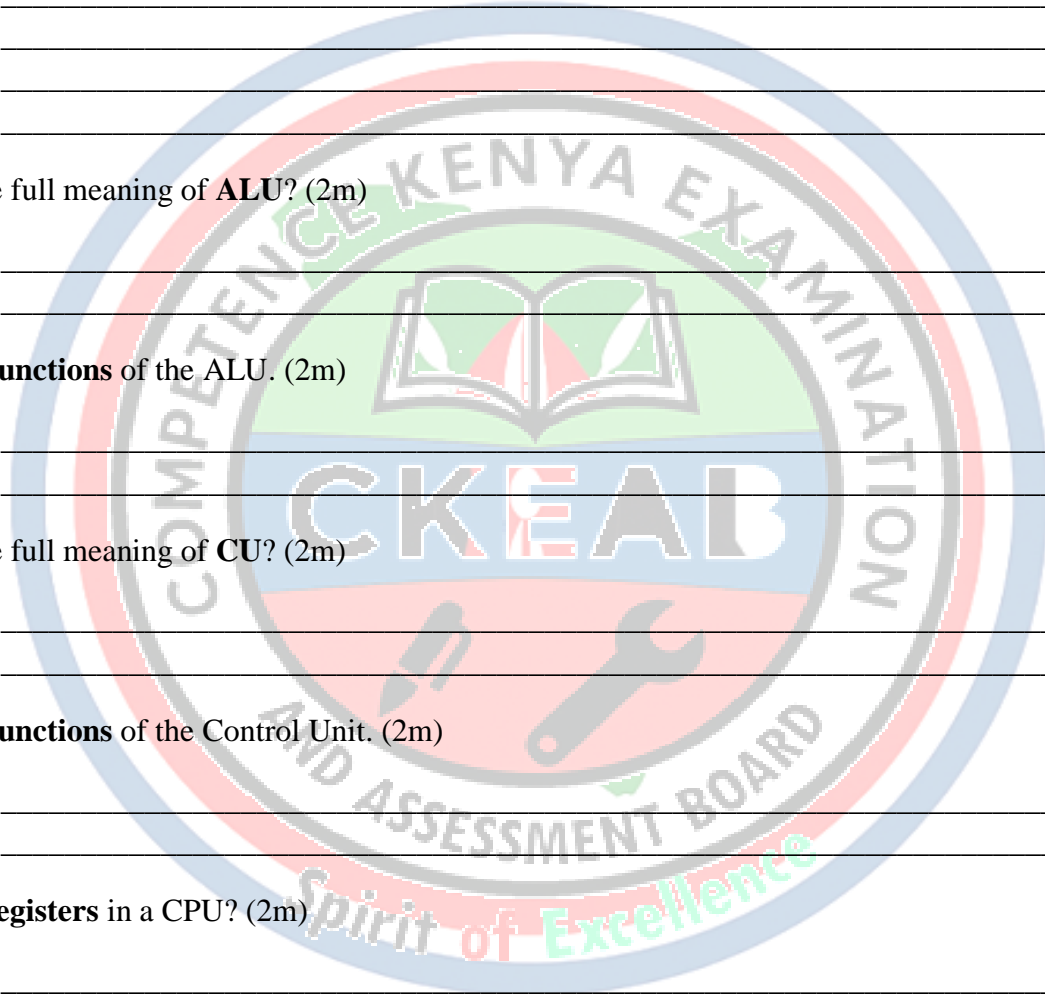 e full meaning of ALU? (2m)
unctions of the ALU. (2m)
e full meaning of CU? (2m)
unctions of the Control Unit. (2m)
egisters in a CPU? (2m)
COMPETENCE KENYA EXAMINATION
AND ASSESSMENT BOARD
CKEAB
Spirit of Excellence